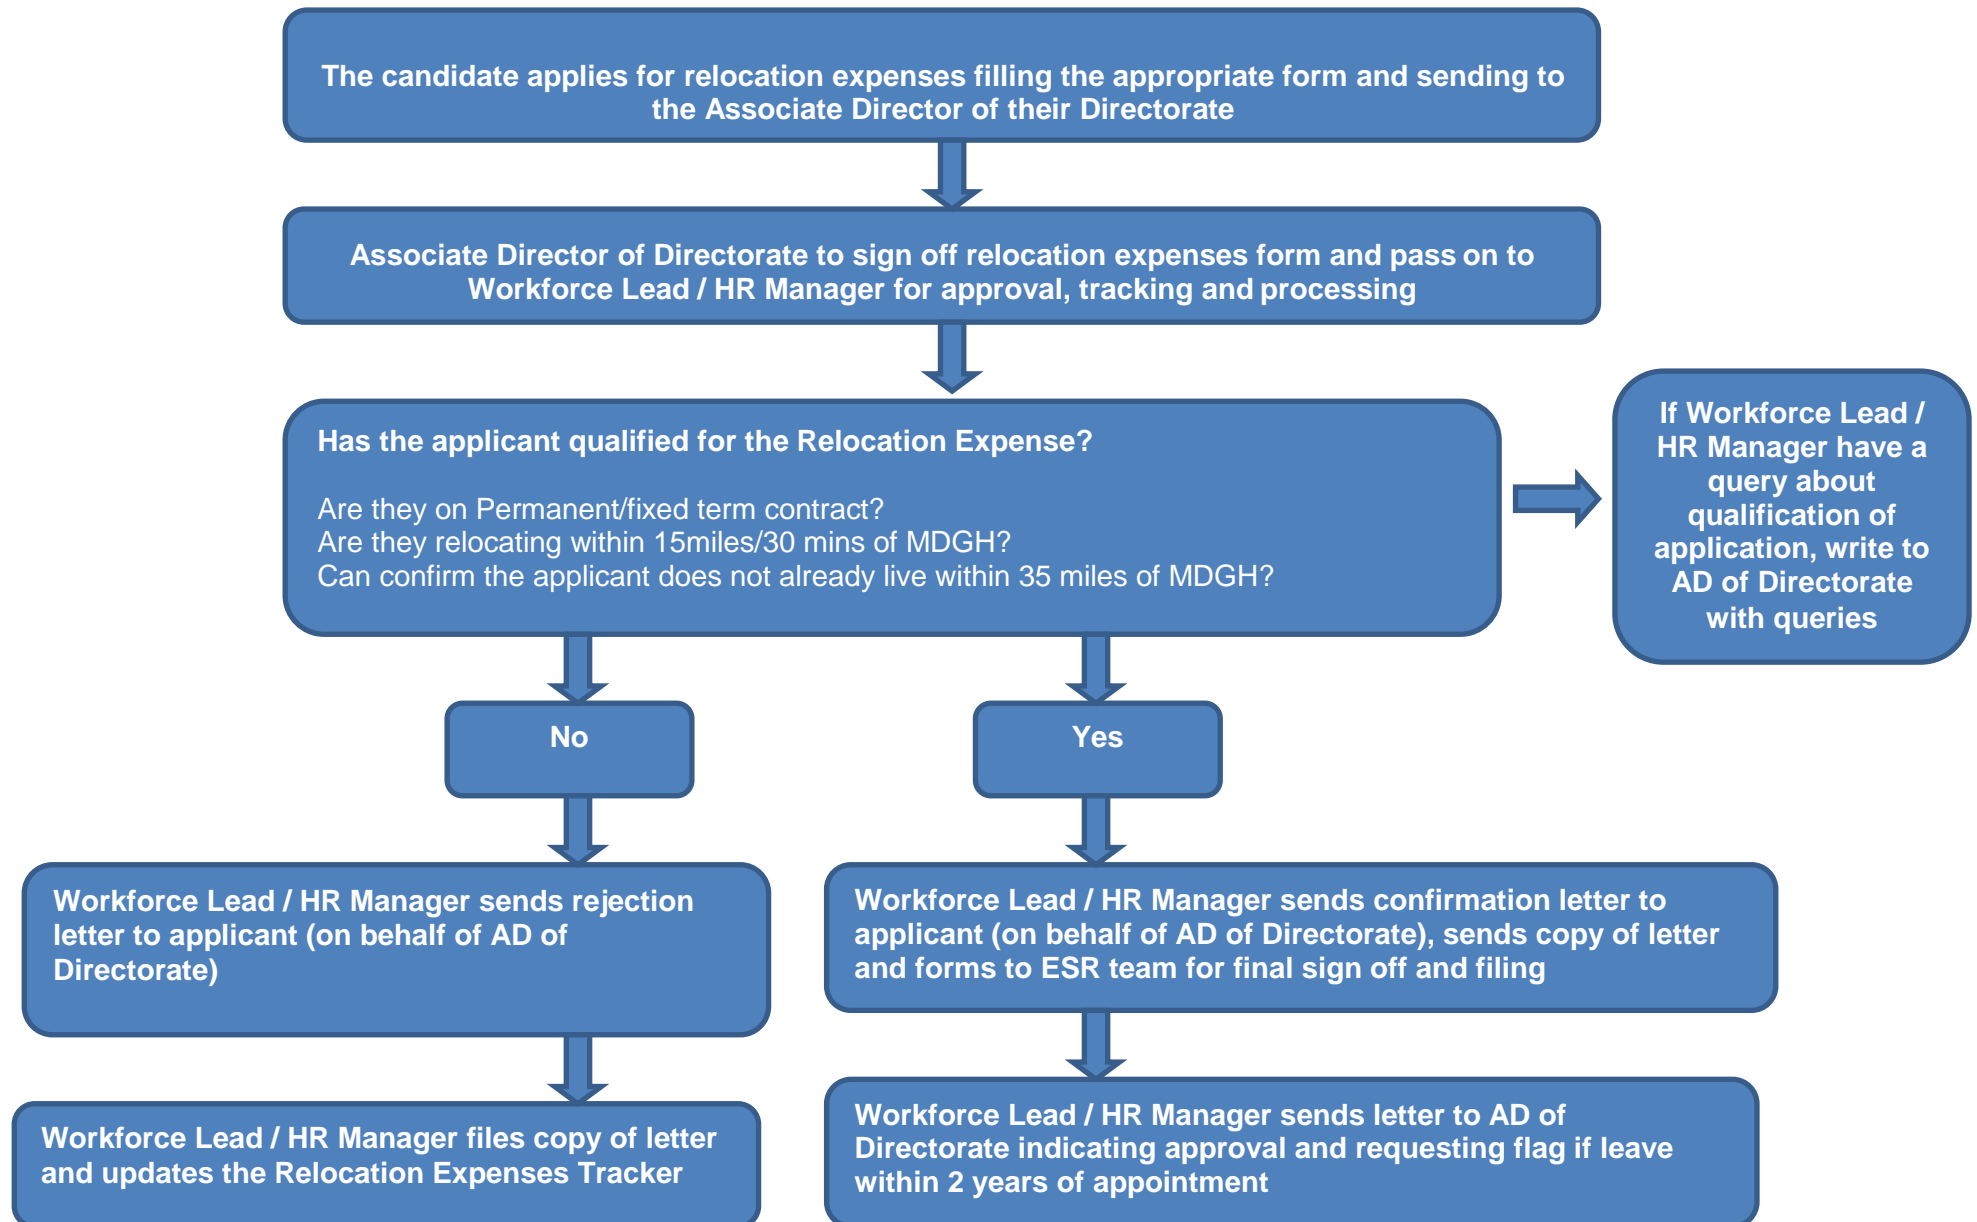 The candidate applies for relocation expenses filling the appropriate form and sending to
the Associate Director of their Directorate
Associate Director of Directorate to sign off relocation expenses form and pass on to
Workforce Lead / HR Manager for approval, tracking and processing
Has the applicant qualified for the Relocation Expense?
Are they on Permanent/fixed term contract?
Are they relocating within 15miles/30 mins of MDGH?
Can confirm the applicant does not already live within 35 miles of MDGH?
If Workforce Lead /
HR Manager have a
query about
qualification of
application, write to
AD of Directorate
with queries
No
Yes
Workforce Lead / HR Manager sends rejection
letter to applicant (on behalf of AD of
Directorate)
Workforce Lead / HR Manager sends confirmation letter to
applicant (on behalf of AD of Directorate), sends copy of letter
and forms to ESR team for final sign off and filing
Workforce Lead / HR Manager files copy of letter
and updates the Relocation Expenses Tracker
Workforce Lead / HR Manager sends letter to AD of
Directorate indicating approval and requesting flag if leave
within 2 years of appointment